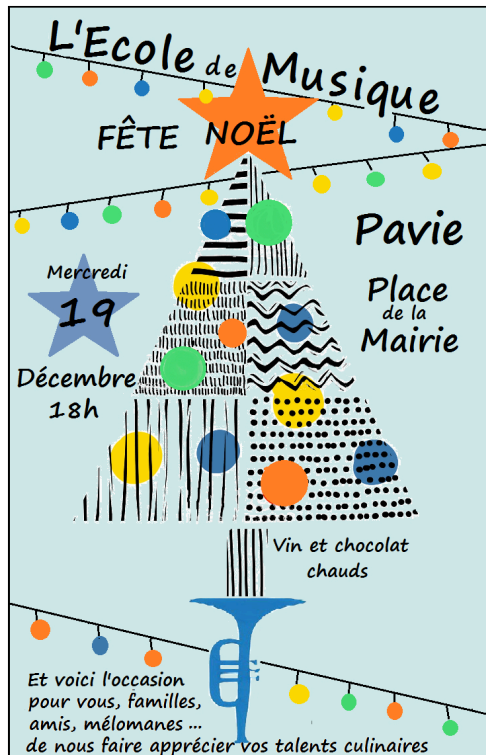 L'Ecole de Musique
FÊTE NOËL
Pavie
Place
de la
Mairie
Mercredi
19
Décembre
18h
Vin et chocolat
chauds
Et voici l'occasion
pour vous, familles,
amis, mélomanes ...
de nous faire apprécier vos talents culinaires